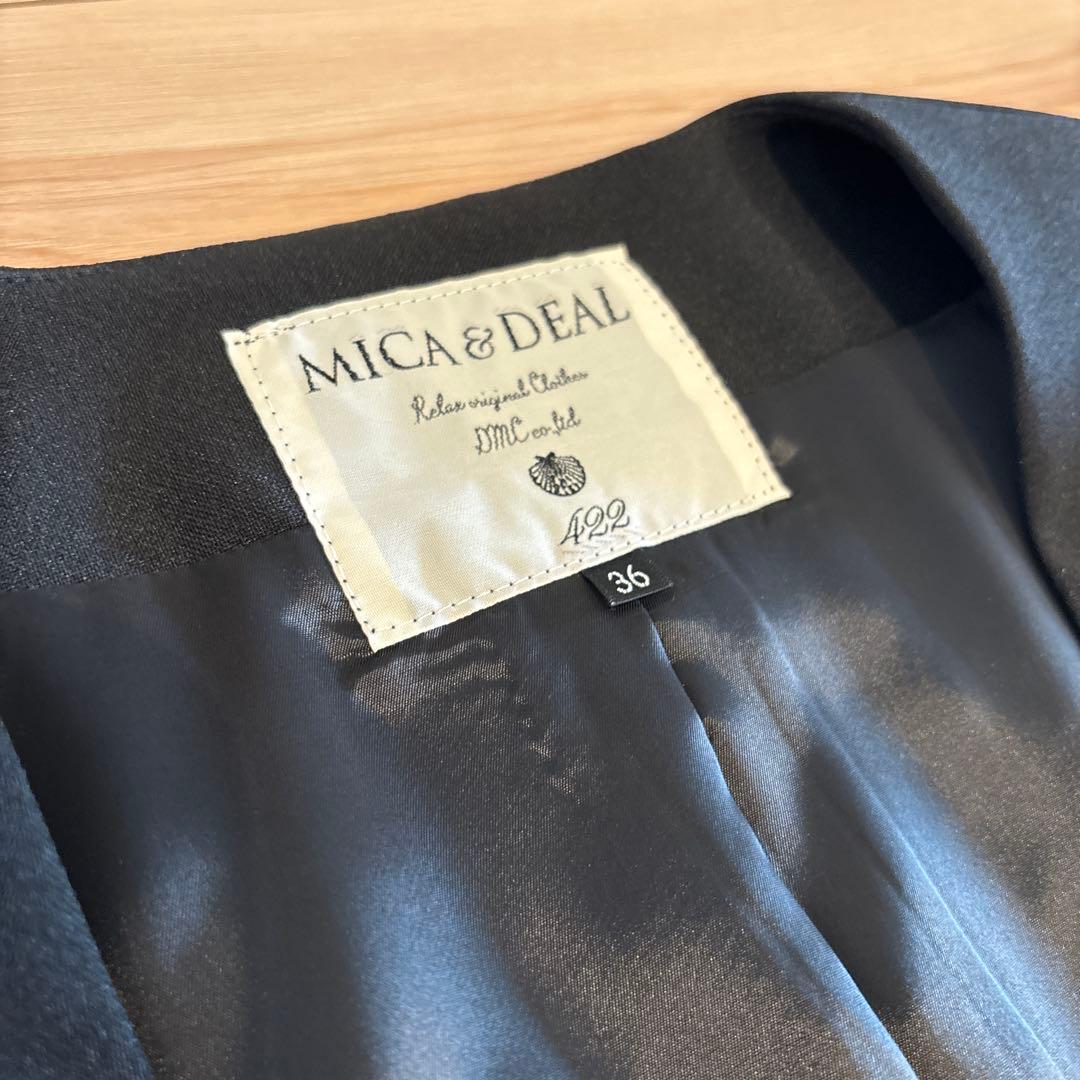 MICA & DEAL
Relax original Clothes
DMC co.,ltd
422
36